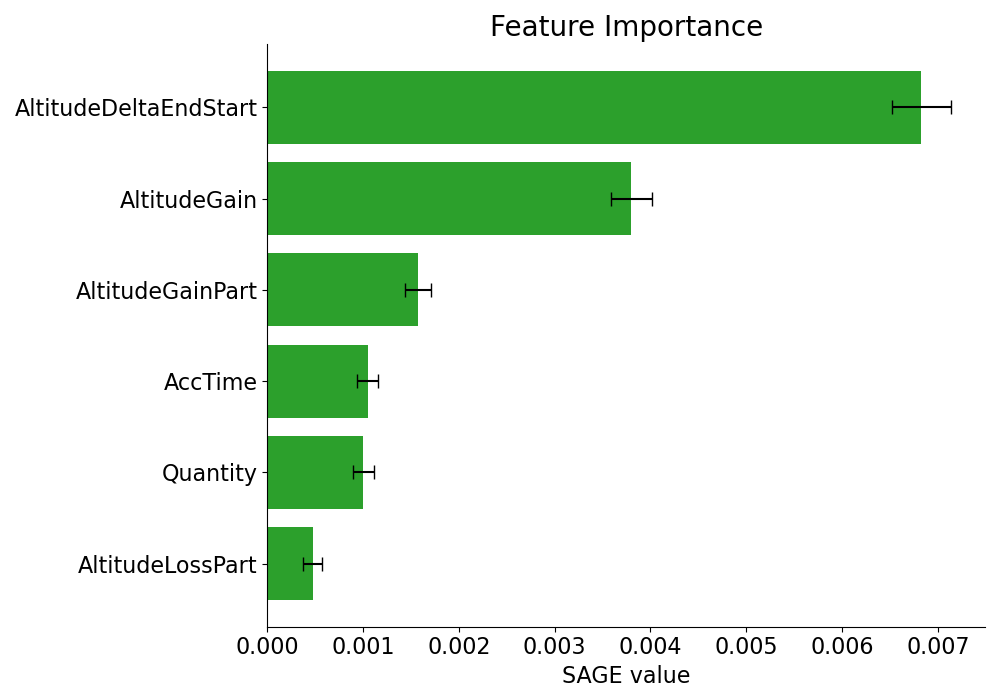 Feature Importance
AltitudeDeltaEndStart
AltitudeGain
AltitudeGainPart
AccTime
Quantity
AltitudeLossPart
0.000 0.001 0.002 0.003 0.004 0.005 0.006 0.007
SAGE value